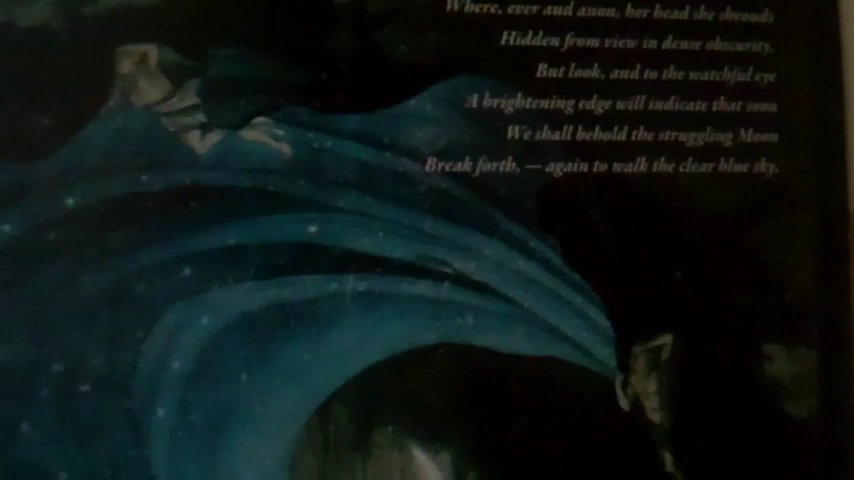 Where, ever and anon, her head she shrouds
Hidden from view in dense obscurity.
But look, and to the watchful eye
A brightening edge will indicate that soon
We shall behold the struggling Moon
Break forth, — again to walk the clear blue sky.